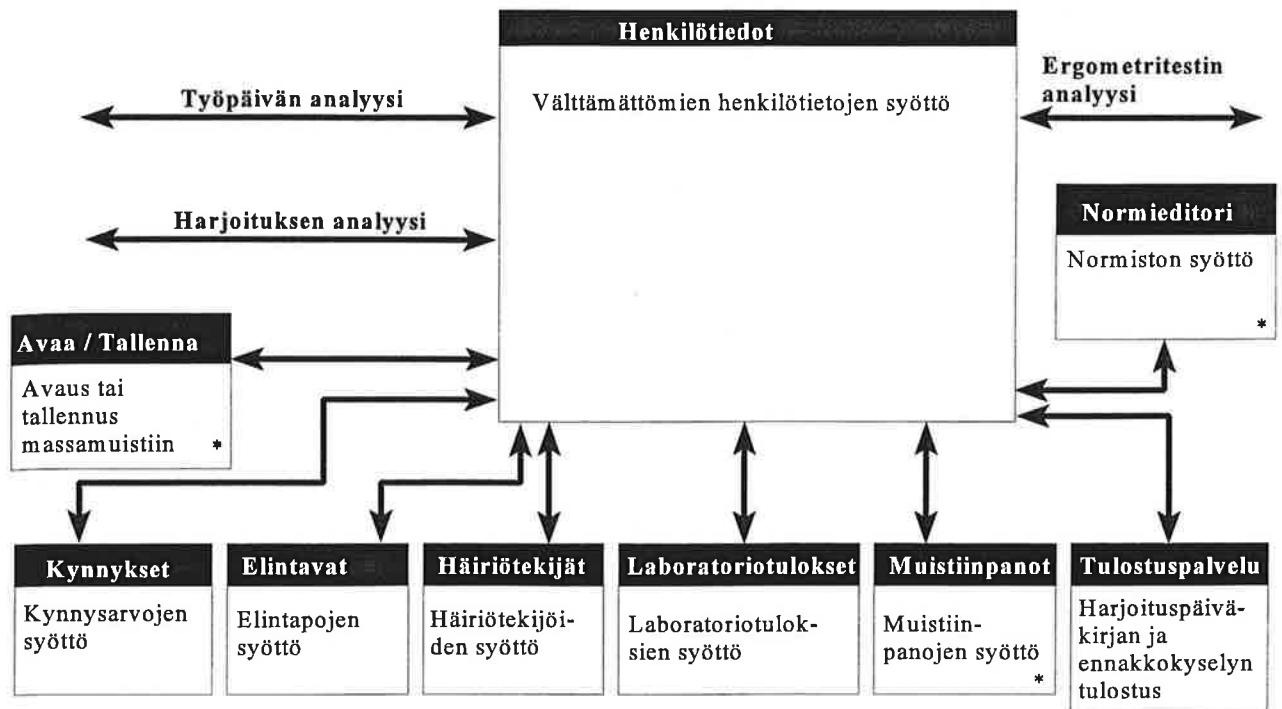 Henkilötiedot
Välttämättömien henkilötietojen syöttö
Työpäivän analyysi
Ergometritestin
analyysi
Harjoituksen analyysi
Normieditori
Normiston syöttö
*
Avaa / Tallenna
Avaus tai
tallennus
massamuistiin *
Kynnykset
Kynnysarvojen
syöttö
Elintavat
Elintapojen
syöttö
Häiriötekijät
Häiriötekijöi-
den syöttö
Laboratoriotulokset
Laboratoriotulok-
sien syöttö
Muistiinpanot
Muistiin-
panojen syöttö
*
Tulostuspalvelu
Harjoituspäivä-
kirjan ja
ennakkokyselyn
tulostus